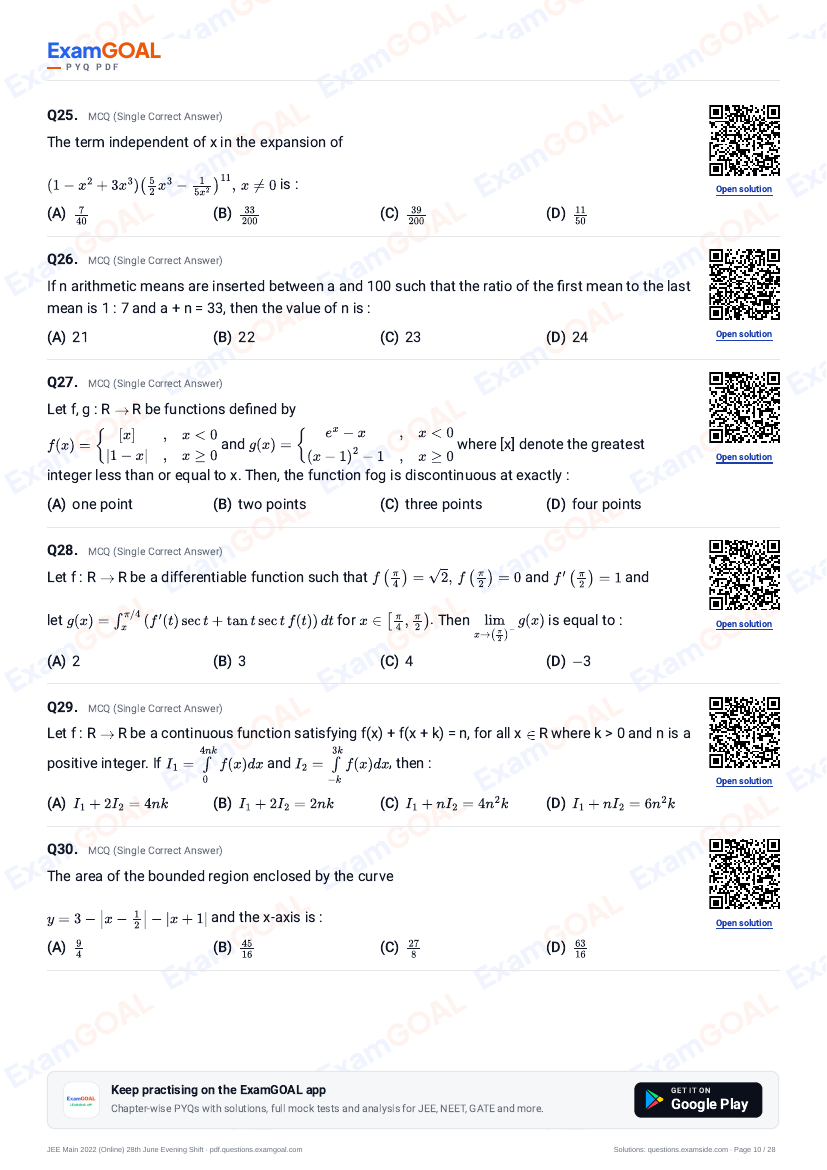 ExamGOAL
PYQ PDF
Q25. MCQ (Single Correct Answer)
The term independent of x in the expansion of
(1 − x² + 3x³)(5/2 x³ − 1/5x²)¹¹, x ≠ 0 is :
(A) 7/40 (B) 33/200 (C) 39/200 (D) 11/50
Open solution
Q26. MCQ (Single Correct Answer)
If n arithmetic means are inserted between a and 100 such that the ratio of the first mean to the last
mean is 1 : 7 and a + n = 33, then the value of n is :
(A) 21 (B) 22 (C) 23 (D) 24
Open solution
Q27. MCQ (Single Correct Answer)
Let f, g : R → R be functions defined by
f(x) = { [x] , x < 0 ; |1 − x| , x ≥ 0 and g(x) = { eˣ − x , x < 0 ; (x − 1)² − 1 , x ≥ 0 where [x] denote the greatest
integer less than or equal to x. Then, the function fog is discontinuous at exactly :
(A) one point (B) two points (C) three points (D) four points
Open solution
Q28. MCQ (Single Correct Answer)
Let f : R → R be a differentiable function such that f(π/4) = √2, f(π/2) = 0 and f′(π/2) = 1 and
let g(x) = ∫ₓ^π/4 (f′(t) sec t + tan t sec t f(t)) dt for x ∈ [π/4, π/2). Then lim x→(π/2)⁻ g(x) is equal to :
(A) 2 (B) 3 (C) 4 (D) −3
Open solution
Q29. MCQ (Single Correct Answer)
Let f : R → R be a continuous function satisfying f(x) + f(x + k) = n, for all x ∈ R where k > 0 and n is a
positive integer. If I₁ = ∫₀^4nk f(x)dx and I₂ = ∫₋ₖ^3k f(x)dx, then :
(A) I₁ + 2I₂ = 4nk (B) I₁ + 2I₂ = 2nk (C) I₁ + nI₂ = 4n²k (D) I₁ + nI₂ = 6n²k
Open solution
Q30. MCQ (Single Correct Answer)
The area of the bounded region enclosed by the curve
y = 3 − |x − 1/2| − |x + 1| and the x-axis is :
(A) 9/4 (B) 45/16 (C) 27/8 (D) 63/16
Open solution
Keep practising on the ExamGOAL app
Chapter-wise PYQs with solutions, full mock tests and analysis for JEE, NEET, GATE and more.
GET IT ON
Google Play
JEE Main 2022 (Online) 28th June Evening Shift · pdf.questions.examgoal.com
Solutions: questions.examside.com · Page 10 / 28